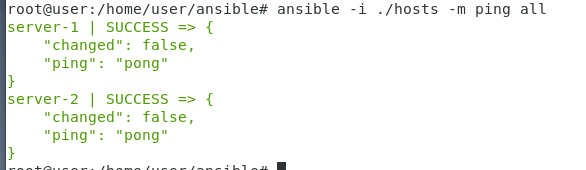 root@user:/home/user/ansible# ansible -i ./hosts -m ping all
server-1 | SUCCESS => {
    "changed": false,
    "ping": "pong"
}
server-2 | SUCCESS => {
    "changed": false,
    "ping": "pong"
}
root@user:/home/user/ansible#